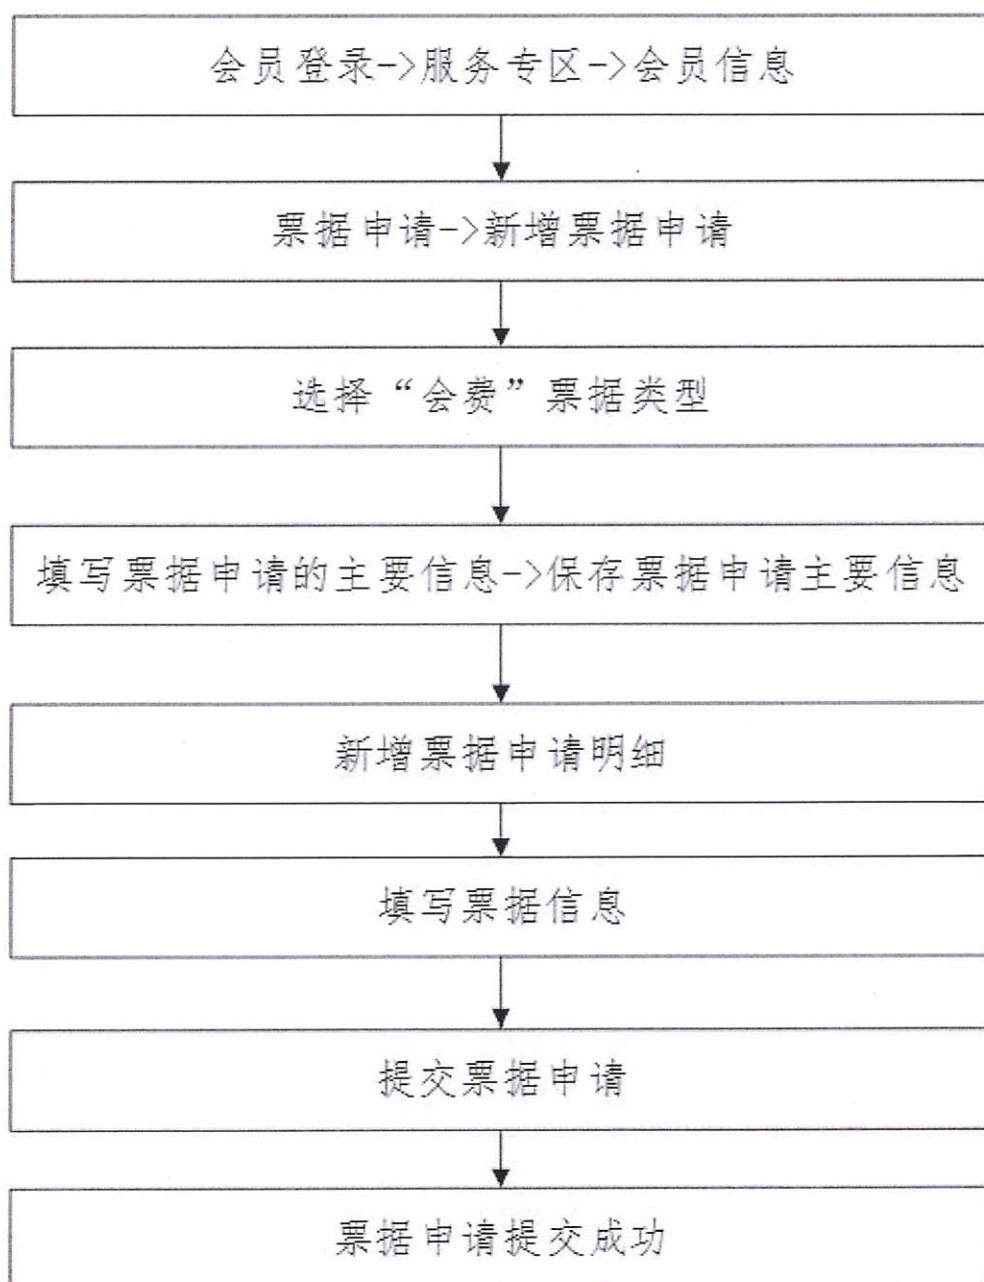 会员登录->服务专区->会员信息
票据申请->新增票据申请
选择“会费”票据类型
填写票据申请的主要信息->保存票据申请主要信息
新增票据申请明细
填写票据信息
提交票据申请
票据申请提交成功